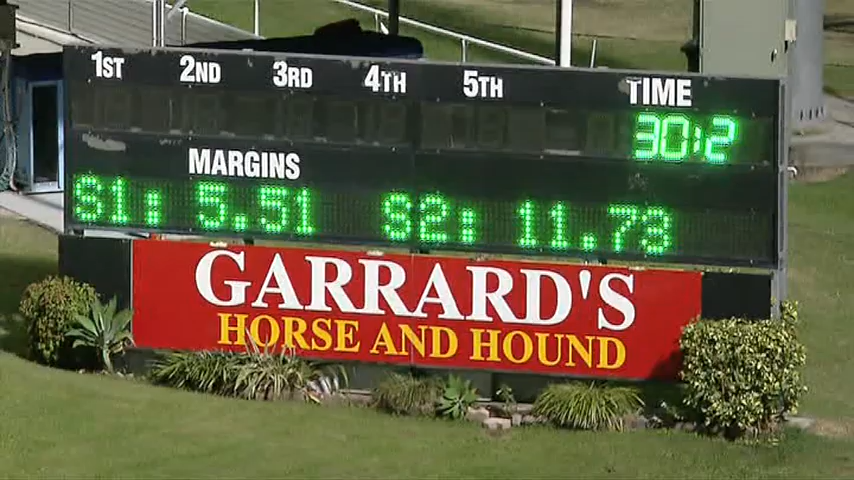 1ST 2ND 3RD 4TH 5TH TIME
30:2
MARGINS
S1: 5.51 S2: 11.73
GARRARD'S
HORSE AND HOUND